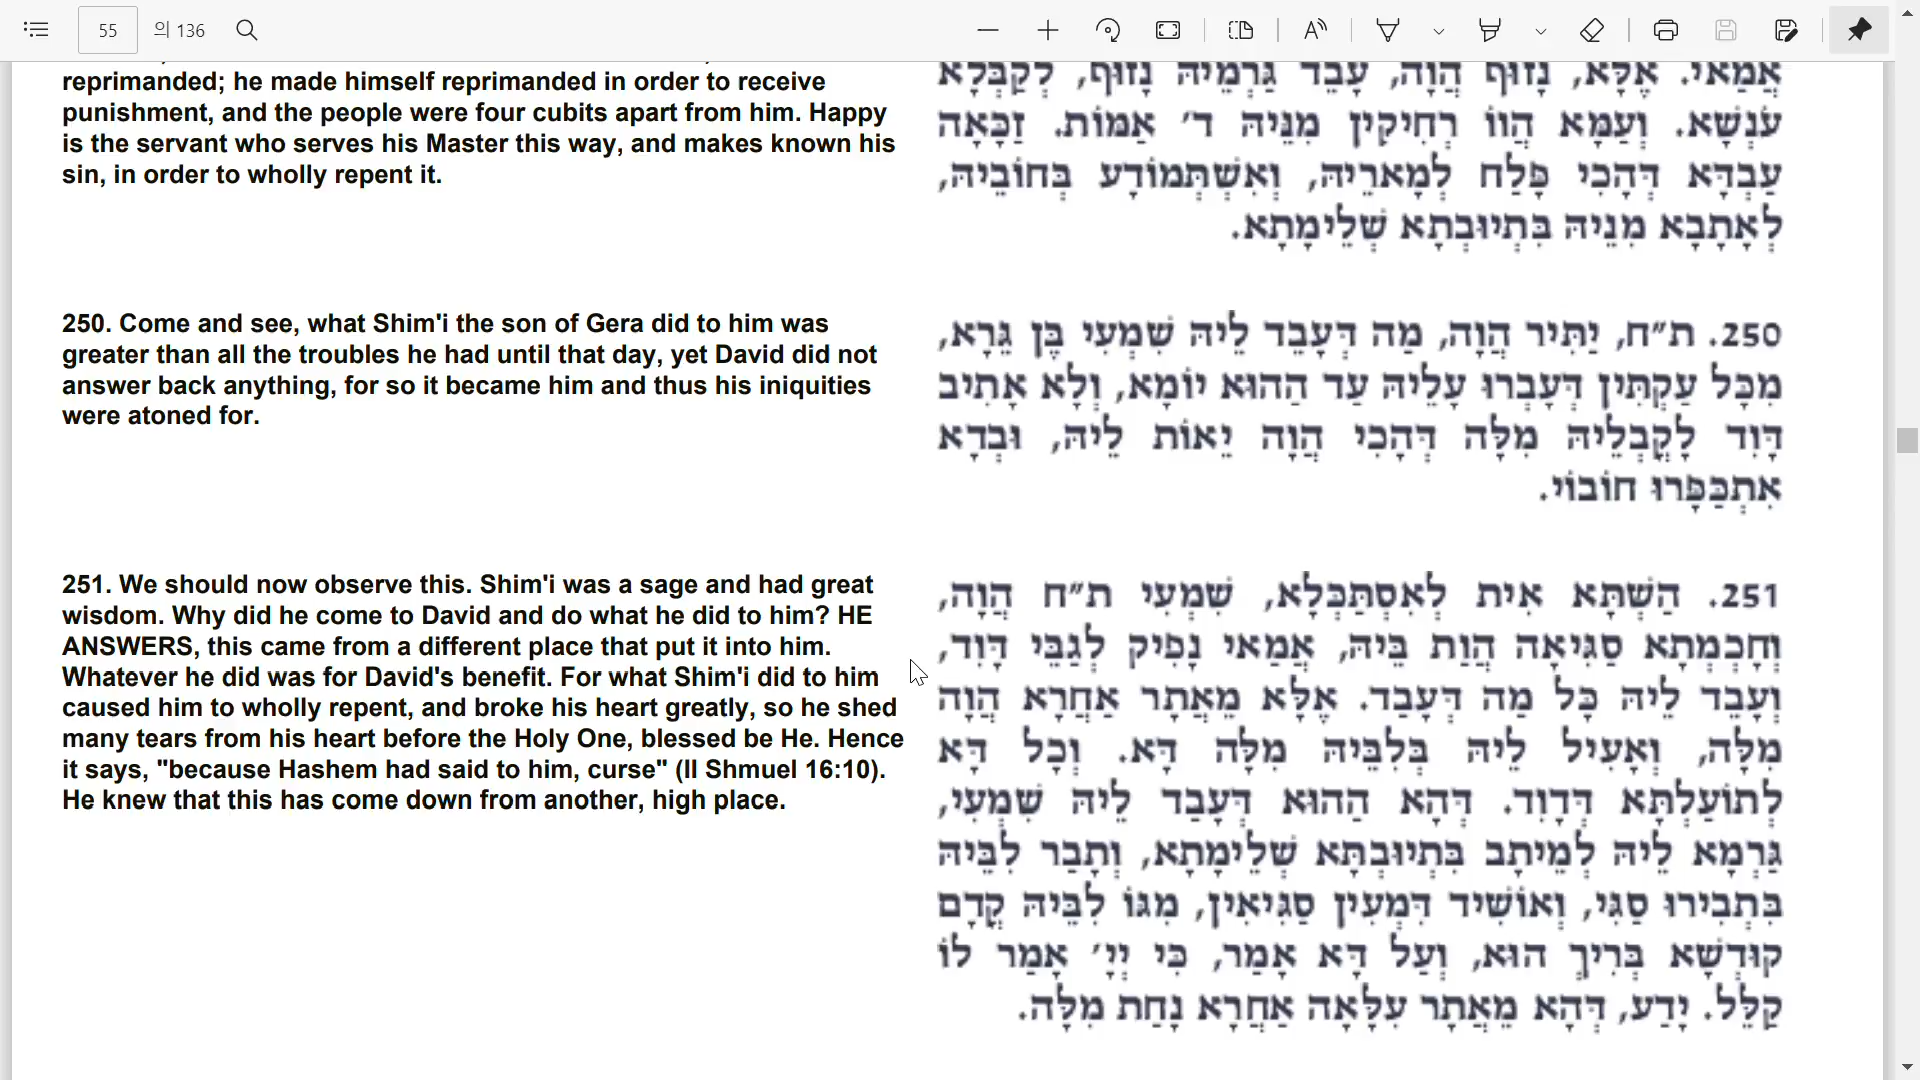 55
의 136
reprimanded; he made himself reprimanded in order to receive
punishment, and the people were four cubits apart from him. Happy
is the servant who serves his Master this way, and makes known his
sin, in order to wholly repent it.
אֲמַאי. אֶלָּא, נָזוּף הֲוָה, עָבֵד גַּרְמֵיהּ נָזוּף, לְקַבְּלָא
עֹנְשָׁא. וְעַמָּא הֲווֹ רְחִיקִין מִנֵּיהּ ד׳ אַמּוֹת. זַכָּאָה
עַבְדָּא דְּהָכִי פָּלַח לְמָארֵיהּ, וְאִשְׁתְּמוֹדָע בְּחוֹבֵיהּ,
לְאָתָבָא מִנֵּיהּ בִּתְיוּבְתָּא שְׁלֵימָתָא.
250. Come and see, what Shim'i the son of Gera did to him was
greater than all the troubles he had until that day, yet David did not
answer back anything, for so it became him and thus his iniquities
were atoned for.
250. ת״ח, יַתִּיר הֲוָה, מַה דְּעָבֵד לֵיהּ שִׁמְעִי בֶּן גֵּרָא,
מִכָּל עַקְתִּין דְּעָבְרוּ עָלֵיהּ עַד הַהוּא יוֹמָא, וְלָא אָתִיב
דָּוִד לָקֳבְלֵיהּ מִלָּה דְּהָכִי הֲוָה יֵאוֹת לֵיהּ, וּבְדָא
אִתְכַּפָּרוּ חוֹבוֹי.
251. We should now observe this. Shim'i was a sage and had great
wisdom. Why did he come to David and do what he did to him? HE
ANSWERS, this came from a different place that put it into him.
Whatever he did was for David's benefit. For what Shim'i did to him
caused him to wholly repent, and broke his heart greatly, so he shed
many tears from his heart before the Holy One, blessed be He. Hence
it says, "because Hashem had said to him, curse" (II Shmuel 16:10).
He knew that this has come down from another, high place.
251. הַשְׁתָּא אִית לְאִסְתַּכְּלָא, שִׁמְעִי ת״ח הֲוָה,
וְחָכְמְתָא סַגִּיאָה הֲוַת בֵּיהּ, אֲמַאי נָפִיק לְגַבֵּי דָּוִד,
וְעָבֵד לֵיהּ כָּל מַה דְּעָבַד. אֶלָּא מֵאֲתָר אַחֲרָא הֲוָה
מִלָּה, וְאָעִיל לֵיהּ בְּלִבֵּיהּ מִלָּה דָּא. וְכָל דָּא
לְתוֹעַלְתָּא דְּדָוִד. דְּהָא הַהוּא דְּעָבַד לֵיהּ שִׁמְעִי,
גַּרְמָא לֵיהּ לְמֵיתַב בִּתְיוּבְתָּא שְׁלֵימָתָא, וְתָבַר לִבֵּיהּ
בִּתְבִירוּ סַגִּי, וְאוֹשִׁיד דִּמְעִין סַגִּיאִין, מִגּוֹ לִבֵּיהּ קֳדָם
קוּדְשָׁא בְּרִיךְ הוּא, וְעַל דָּא אָמַר, כִּי יְיָ׳ אָמַר לוֹ
קַלֵּל. יָדַע, דְּהָא מֵאֲתָר עִלָּאָה אַחֲרָא נָחַת מִלָּה.